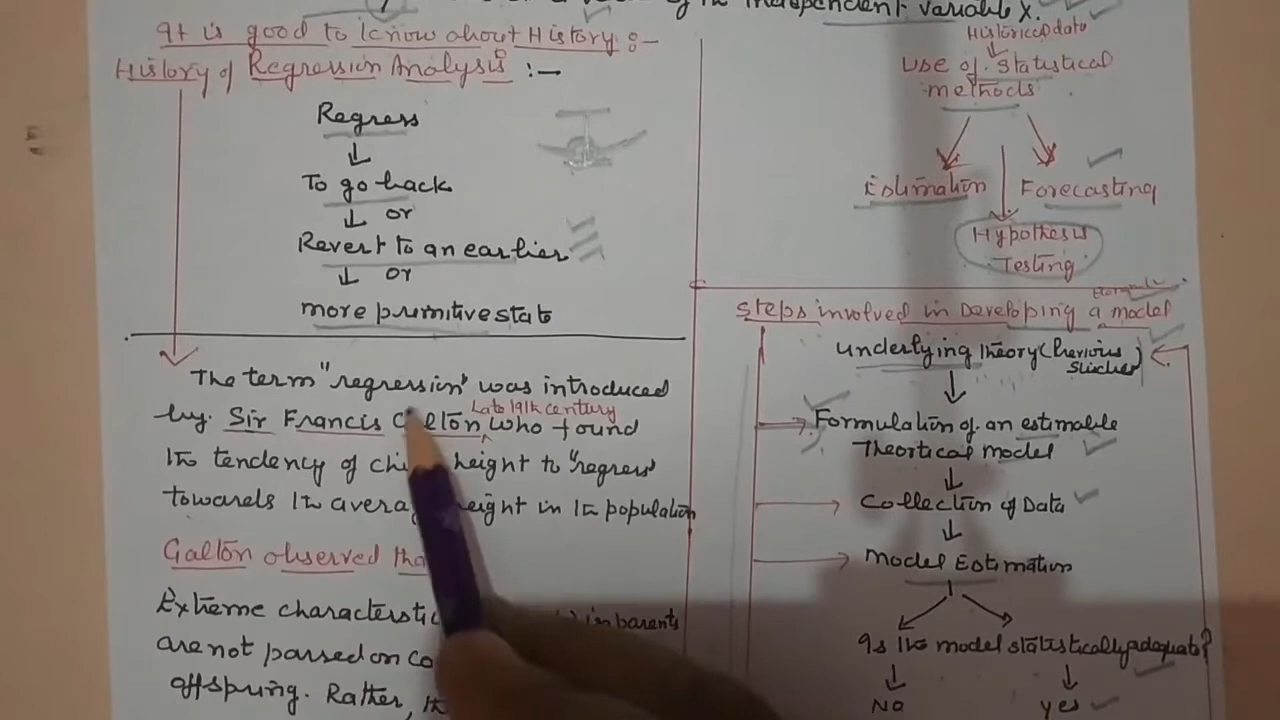 of the independent variable x.
It is good to know about History :-
History of Regression Analysis :-
Regress
To go back
or
Revert to an earlier
or
more primitive state
The term "regression" was introduced
by Sir Francis Galton who found
Late 19th century
the tendency of height to "regress"
towards the average height in the population
Galton observed
Extreme
in parents
are not passed on
offspring. Rather,
Historical data
Use of Statistical
methods
Estimation Forecasting
Hypothesis
Testing
Steps involved in Developing a model
underlying theory (Previous
Studies)
Formulation of an estimable
Theortical model
Collection of Data
Model Estimation
Is the model statistically adequate?
No Yes